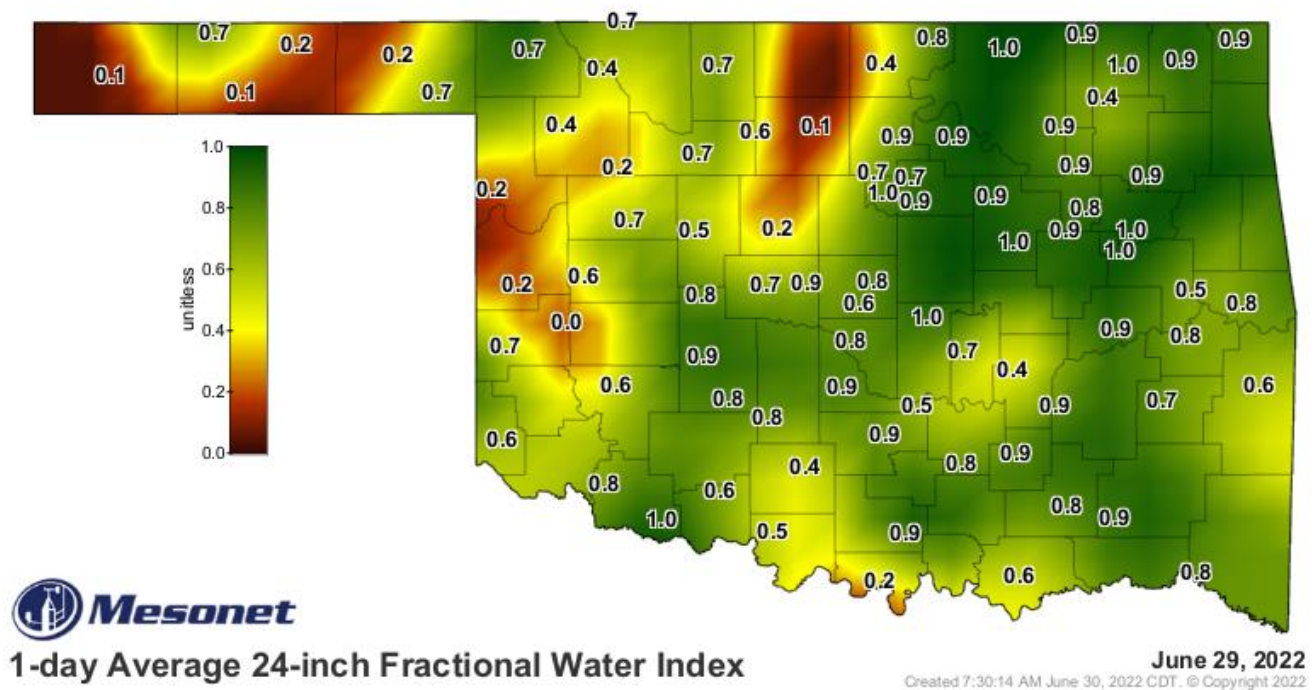 0.7
0.7 0.2 0.2 0.7 0.8 1.0 0.9 0.9
0.1 0.4 0.7 0.4 1.0 0.9
0.1 0.7 0.4
0.4 0.6 0.1 0.9 0.9 0.9
0.7
0.2 0.2 0.7 0.7 0.9 0.9
1.0 0.9 0.9 0.8
0.7 0.5 0.2 1.0 0.9 1.0
1.0
0.2 0.6 0.7 0.9 0.8 0.5
0.8 0.6 0.8
0.0 1.0 0.9 0.8
0.7 0.9 0.8 0.7 0.4
0.6 0.8 0.9 0.5 0.9 0.7 0.6
0.8
0.6 0.9 0.8 0.9
0.4
0.8 0.6 0.8 0.9
1.0 0.5 0.9
0.2 0.6 0.8
1.0
0.8
0.6
0.4
0.2
0.0
unitless
Mesonet
1-day Average 24-inch Fractional Water Index
June 29, 2022
Created 7:30:14 AM June 30, 2022 CDT. © Copyright 2022